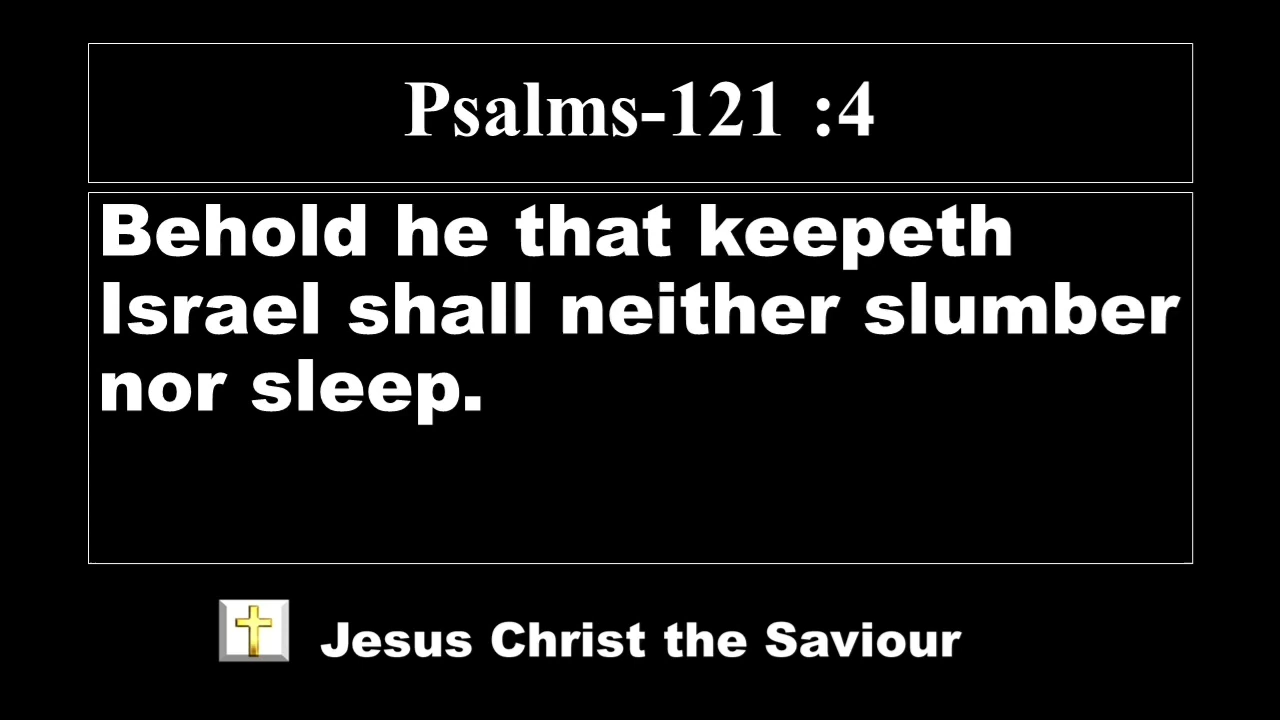 Psalms-121 :4
Behold he that keepeth
Israel shall neither slumber
nor sleep.
Jesus Christ the Saviour